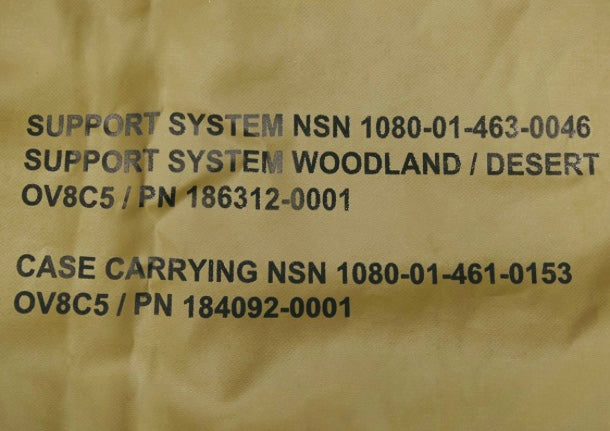 SUPPORT SYSTEM NSN 1080-01-463-0046
SUPPORT SYSTEM WOODLAND / DESERT
OV8C5 / PN 186312-0001
CASE CARRYING NSN 1080-01-461-0153
OV8C5 / PN 184092-0001